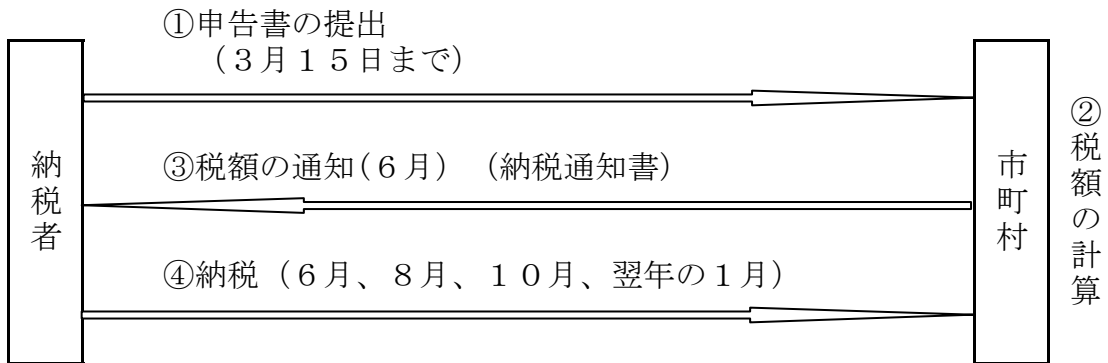 ①申告書の提出
（３月１５日まで）
納税者
③税額の通知(６月) (納税通知書)
市町村
②税額の計算
④納税（６月、８月、１０月、翌年の１月）